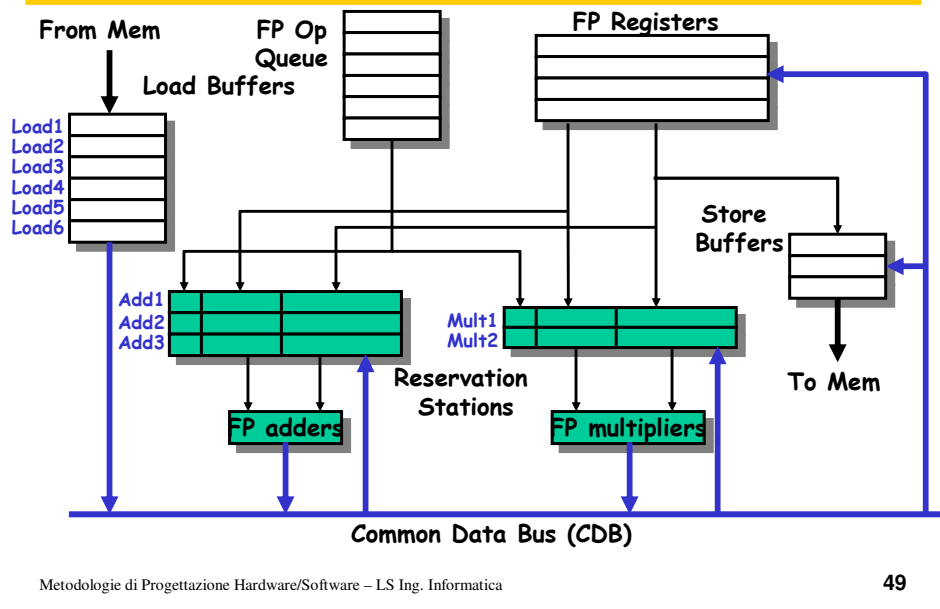 From Mem
FP Op
Queue
FP Registers
Load Buffers
Load1
Load2
Load3
Load4
Load5
Load6
Store
Buffers
Add1
Add2
Add3
Mult1
Mult2
Reservation
Stations
To Mem
FP adders
FP multipliers
Common Data Bus (CDB)
Metodologie di Progettazione Hardware/Software – LS Ing. Informatica
49